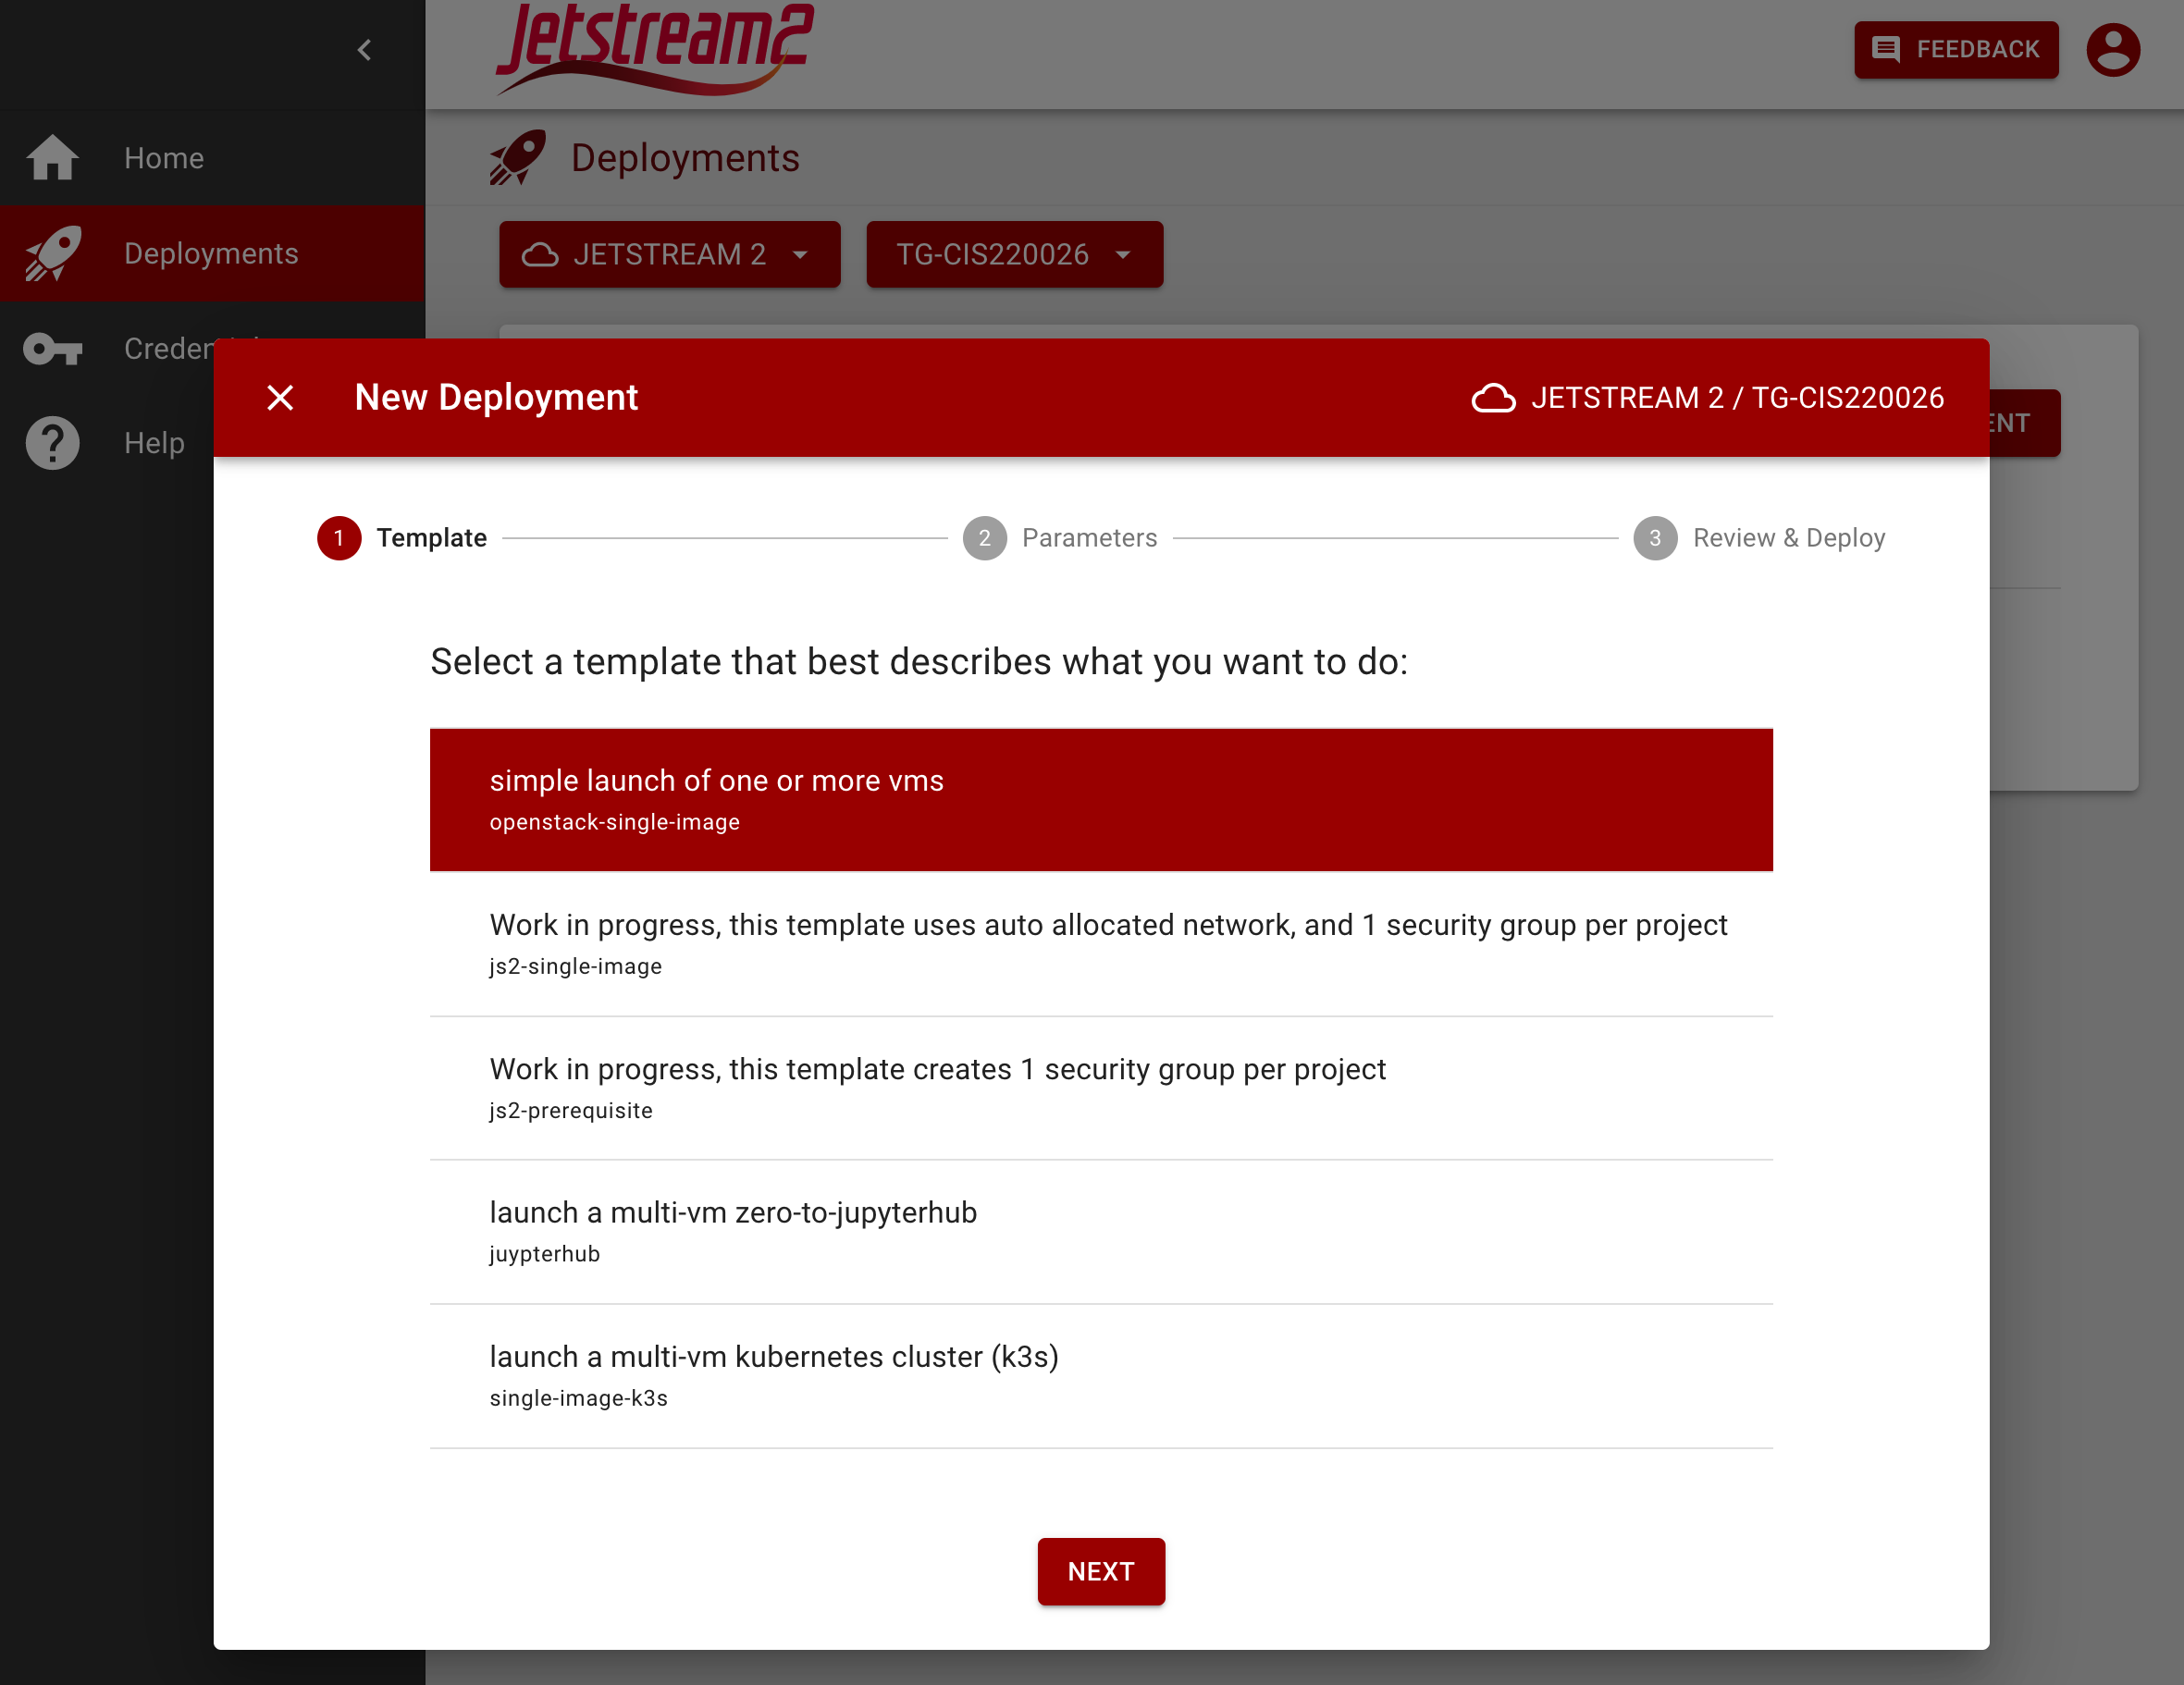 Jetstream2
FEEDBACK
Home
Deployments
Deployments
JETSTREAM 2
TG-CIS220026
Help
New Deployment
JETSTREAM 2 / TG-CIS220026
1 Template
2 Parameters
3 Review & Deploy
Select a template that best describes what you want to do:
simple launch of one or more vms
openstack-single-image
Work in progress, this template uses auto allocated network, and 1 security group per project
js2-single-image
Work in progress, this template creates 1 security group per project
js2-prerequisite
launch a multi-vm zero-to-jupyterhub
juypterhub
launch a multi-vm kubernetes cluster (k3s)
single-image-k3s
NEXT